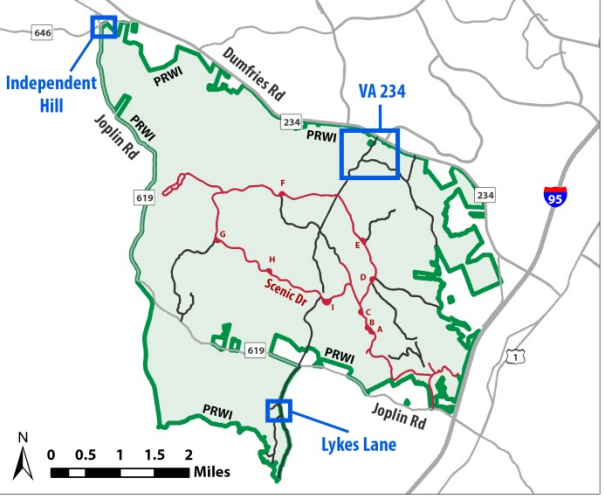 646
Independent
Hill
PRWI
Dumfries Rd
VA 234
PRWI
Joplin Rd
234
PRWI
619
234
95
F
G
E
H
D
Scenic Dr
I
C
B
A
619
PRWI
1
PRWI
Joplin Rd
Lykes Lane
N
0 0.5 1 1.5 2
Miles